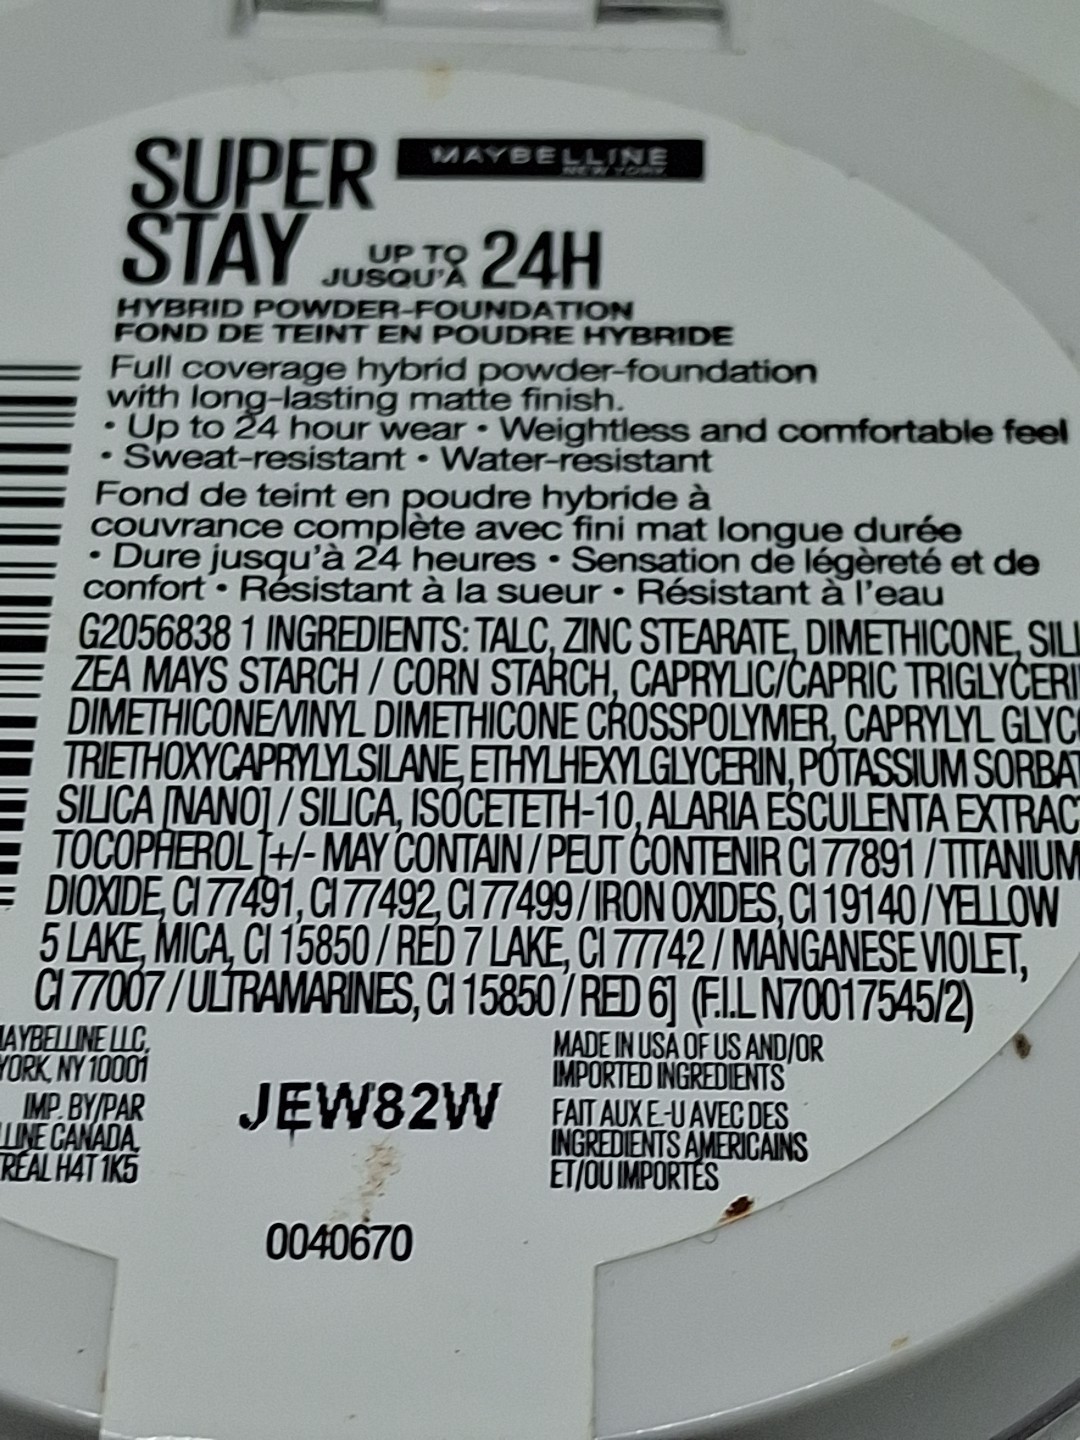 SUPER
STAY
MAYBELLINE
NEW YORK
UP TO
JUSQU'À
24H
HYBRID POWDER-FOUNDATION
FOND DE TEINT EN POUDRE HYBRIDE
Full coverage hybrid powder-foundation
with long-lasting matte finish.
• Up to 24 hour wear • Weightless and comfortable feel
• Sweat-resistant • Water-resistant
Fond de teint en poudre hybride à
couvrance complète avec fini mat longue durée
• Dure jusqu'à 24 heures • Sensation de légèreté et de
confort • Résistant à la sueur • Résistant à l'eau
G2056838 1 INGREDIENTS: TALC, ZINC STEARATE, DIMETHICONE,
ZEA MAYS STARCH / CORN STARCH, CAPRYLIC/CAPRIC
DIMETHICONE/VINYL DIMETHICONE CROSSPOLYMER, CAPRYLYL
TRIETHOXYCAPRYLYLSILANE, ETHYLHEXYLGLYCERIN, POTASSIUM
SILICA [NANO] / SILICA, ISOCETETH-10, ALARIA ESCULENTA
TOCOPHEROL [+/- MAY CONTAIN / PEUT CONTENIR CI 77891 / TITANIUM
DIOXIDE, CI 77491, CI 77492, CI 77499 / IRON OXIDES, CI 19140 / YELLOW
5 LAKE, MICA, CI 15850 / RED 7 LAKE, CI 77742 / MANGANESE VIOLET,
CI 77007 / ULTRAMARINES, CI 15850 / RED 6] (F.I.L N70017545/2)
LLC,
NY 10001
IMP. BY/PAR
CANADA,
H4T 1K5
JEW82W
0040670
MADE IN USA OF US AND/OR
IMPORTED INGREDIENTS
FAIT AUX E.-U AVEC DES
INGREDIENTS AMERICAINS
ET/OU IMPORTÉS